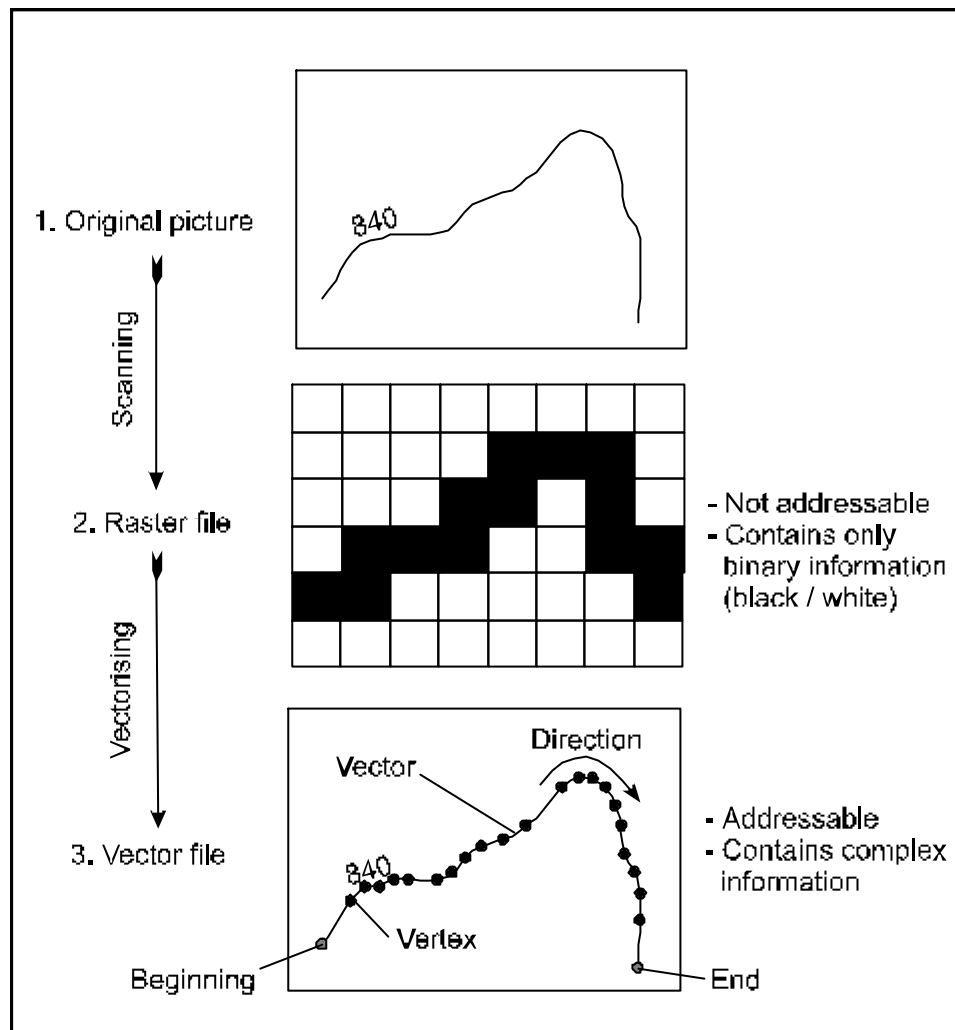 840
1. Original picture
Scanning
2. Raster file
- Not addressable
- Contains only
binary information
(black / white)
Vectorising
Direction
Vector
3. Vector file
840
- Addressable
- Contains complex
information
Vertex
Beginning
End